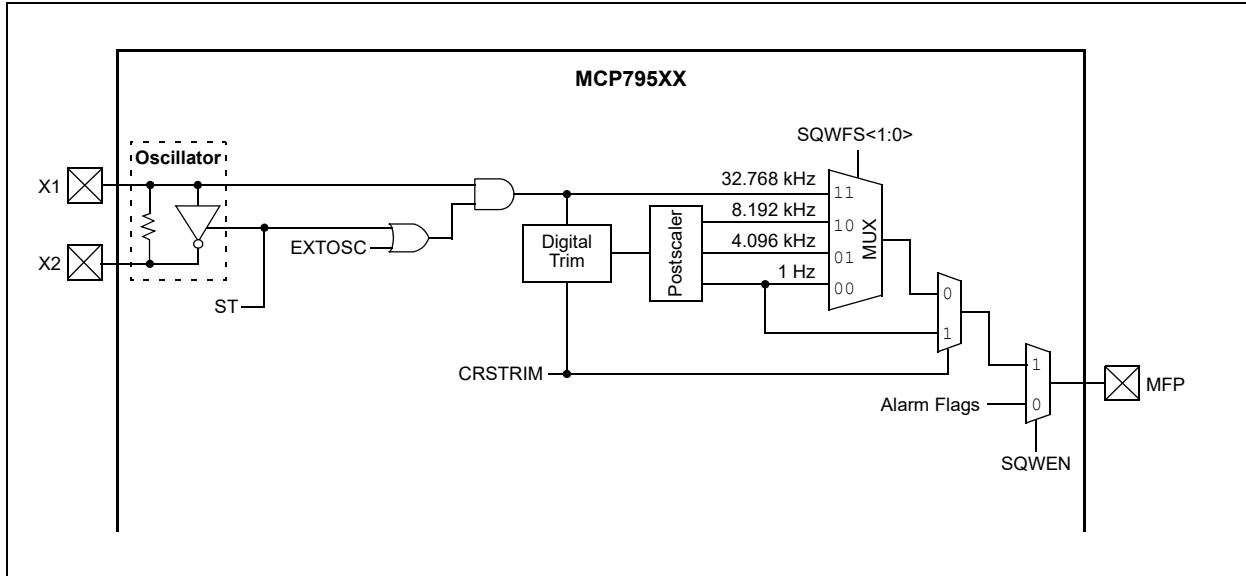 MCP795XX
SQWFS<1:0>
Oscillator
X1
X2
ST
EXTOSC
Digital
Trim
Postscaler
32.768 kHz
8.192 kHz
4.096 kHz
1 Hz
11
10
01
00
MUX
CRSTRIM
0
1
1
0
Alarm Flags
SQWEN
MFP